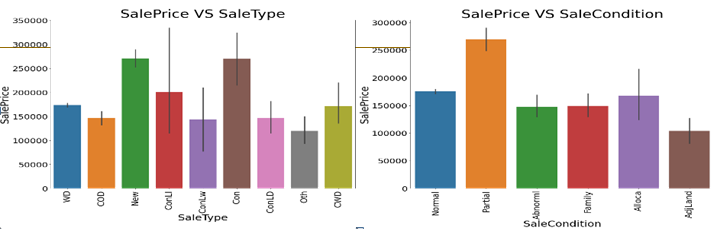 SalePrice VS SaleType
350000
300000
250000
200000
150000
100000
50000
0
SalePrice
WD
COD
New
ConLI
ConLw
Con
ConLD
Oth
CWD
SaleType
SalePrice VS SaleCondition
300000
250000
200000
150000
100000
50000
0
SalePrice
Normal
Partial
Abnorml
Family
Alloca
AdjLand
SaleCondition